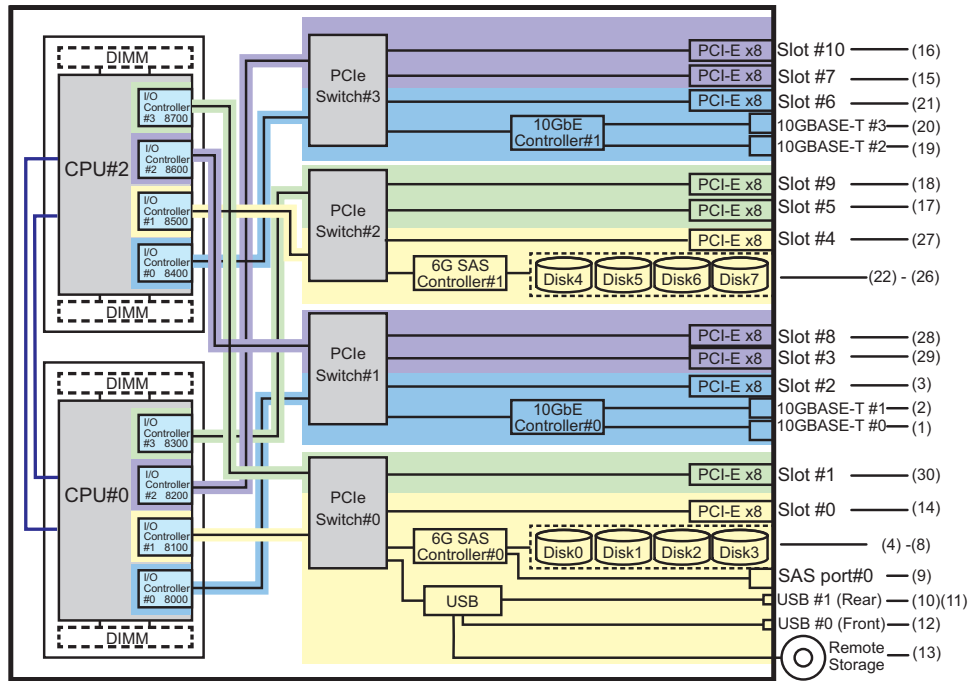 DIMM
CPU#2
I/O
Controller
#3 8700
I/O
Controller
#2 8600
I/O
Controller
#1 8500
I/O
Controller
#0 8400
DIMM
DIMM
CPU#0
I/O
Controller
#3 8300
I/O
Controller
#2 8200
I/O
Controller
#1 8100
I/O
Controller
#0 8000
DIMM
PCIe
Switch#3
PCI-E x8 Slot #10 (16)
PCI-E x8 Slot #7 (15)
PCI-E x8 Slot #6 (21)
10GbE
Controller#1
10GBASE-T #3 (20)
10GBASE-T #2 (19)
PCIe
Switch#2
PCI-E x8 Slot #9 (18)
PCI-E x8 Slot #5 (17)
PCI-E x8 Slot #4 (27)
6G SAS
Controller#1
Disk4 Disk5 Disk6 Disk7 (22) - (26)
PCIe
Switch#1
PCI-E x8 Slot #8 (28)
PCI-E x8 Slot #3 (29)
PCI-E x8 Slot #2 (3)
10GbE
Controller#0
10GBASE-T #1 (2)
10GBASE-T #0 (1)
PCIe
Switch#0
PCI-E x8 Slot #1 (30)
PCI-E x8 Slot #0 (14)
6G SAS
Controller#0
Disk0 Disk1 Disk2 Disk3 (4) -(8)
SAS port#0 (9)
USB
USB #1 (Rear) (10)(11)
USB #0 (Front) (12)
Remote
Storage (13)